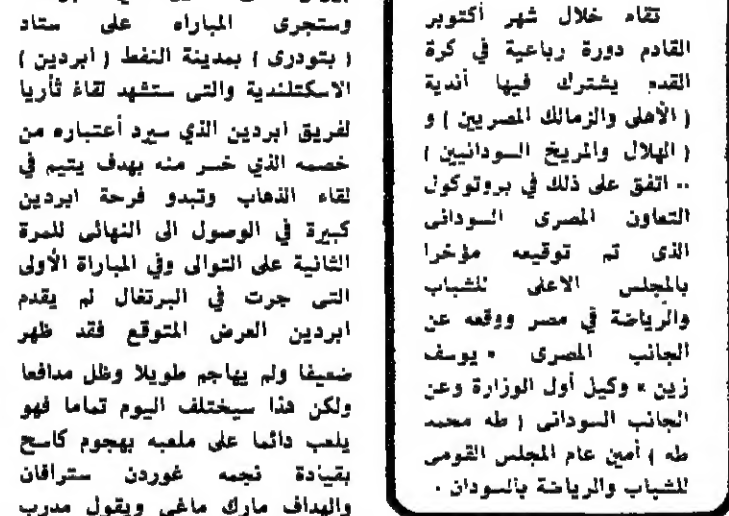 تقام خلال شهر أكتوبر
القادم دورة رباعية في كرة
القدم يشترك فيها أندية
( الأهلى والزمالك المصريين ) و
( الهلال والمريخ السودانيين )
.. اتفق على ذلك في بروتوكول
التعاون المصرى السودانى
الذى تم توقيعه مؤخرا
بالمجلس الاعلى للشباب
والرياضة في مصر ووقعه عن
الجانب المصرى « يوسف
زين » وكيل أول الوزارة وعن
الجانب السودانى ( طه محمد
طه ) أمين عام المجلس القومى
للشباب والرياضة بالسودان .
وستجرى المباراه على ستاد
( بتودرى ) بمدينة النفط ( ابردين )
الاسكتلندية والتى ستشهد لقاءً ثأريا
لفريق ابردين الذي سيرد أعتباره من
خصمه الذي خسر منه بهدف يتيم في
لقاء الذهاب وتبدو فرحة ابردين
كبيرة في الوصول الى النهائى للمرة
الثانية على التوالى وفي المباراة الأولى
التى جرت في البرتغال لم يقدم
ابردين العرض المتوقع فقد ظهر
ضعيفا ولم يهاجم طويلا وظل مدافعا
ولكن هذا سيختلف اليوم تماما فهو
يلعب دائما على ملعبه بهجوم كاسح
بقيادة نجمه غوردن ستراقان
والهداف مارك ماغى ويقول مدرب